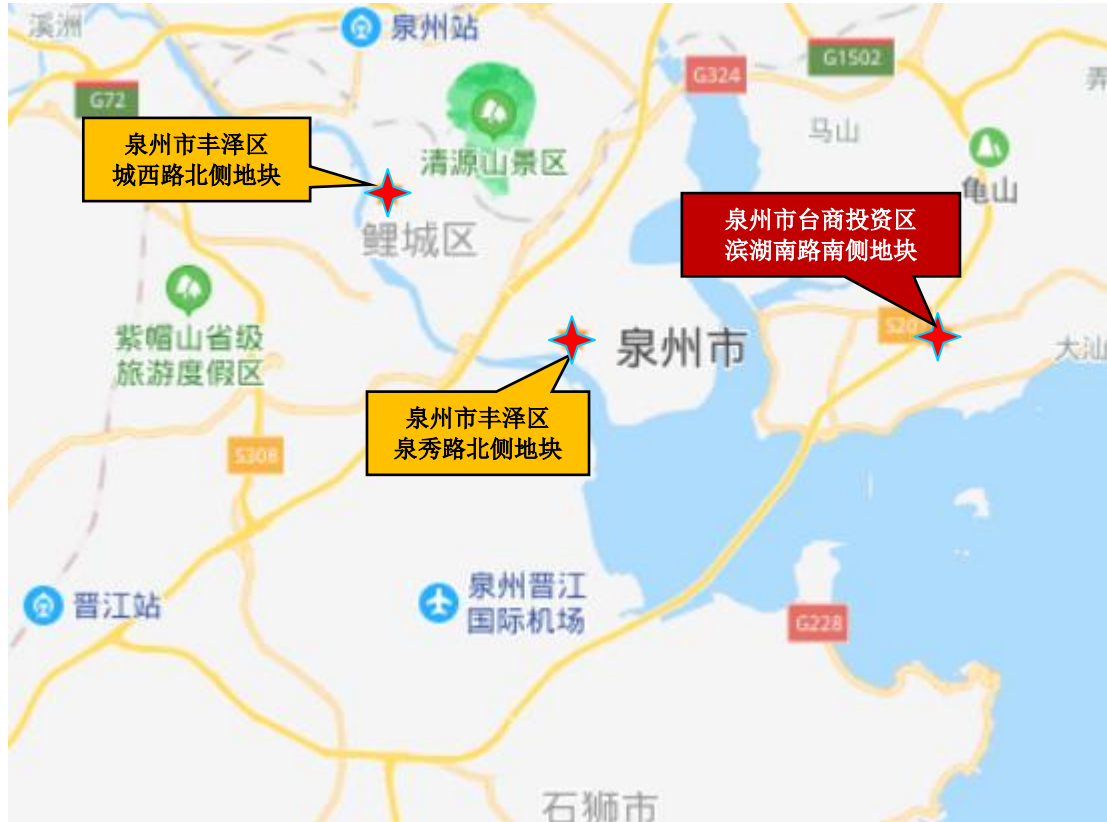 溪洲
泉州站
G324
G1502
弄
G72
马山
泉州市丰泽区
城西路北侧地块
清源山景区
龟山
鲤城区
泉州市台商投资区
滨湖南路南侧地块
紫帽山省级
旅游度假区
S20
泉州市
大汕
泉州市丰泽区
泉秀路北侧地块
S308
晋江站
泉州晋江
国际机场
G228
石狮市